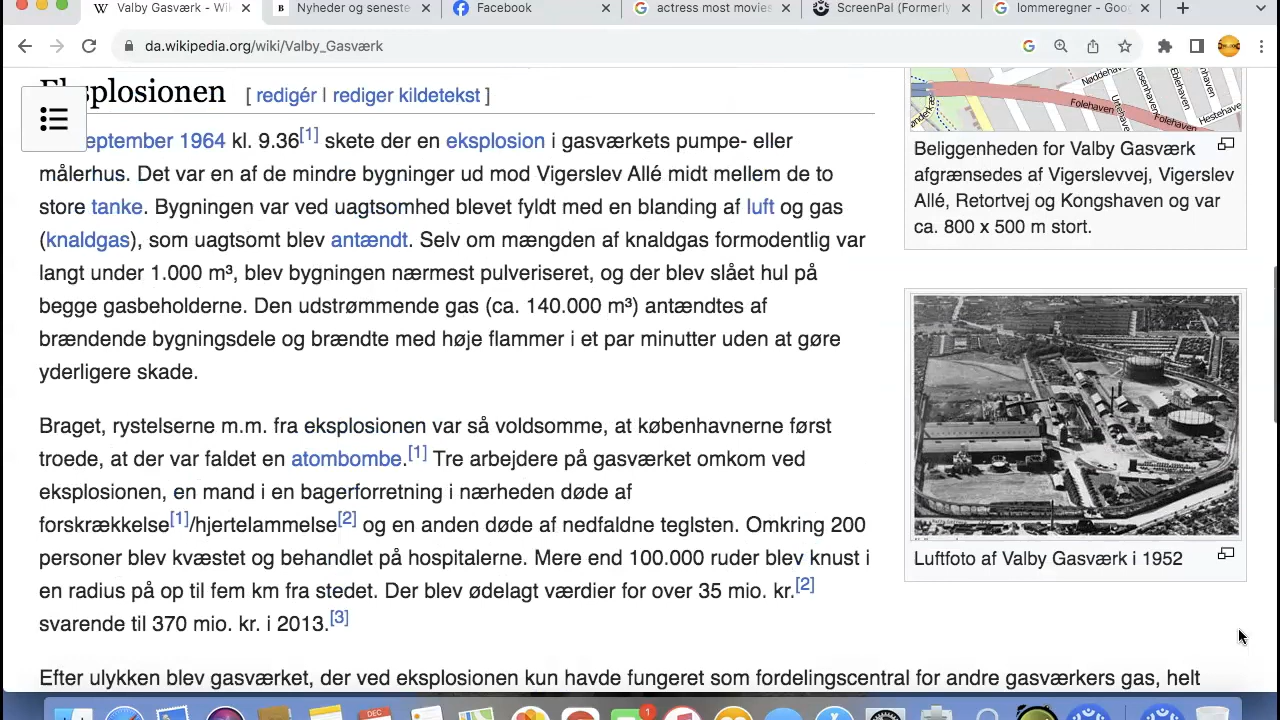 Valby Gasværk - Wi
Nyheder og seneste
Facebook
actress most movies
ScreenPal (Formerly
lommeregner - Goo
da.wikipedia.org/wiki/Valby_Gasværk
Eksplosionen [ redigér | rediger kildetekst ]
eptember 1964 kl. 9.36[1] skete der en eksplosion i gasværkets pumpe- eller
målerhus. Det var en af de mindre bygninger ud mod Vigerslev Allé midt mellem de to
store tanke. Bygningen var ved uagtsomhed blevet fyldt med en blanding af luft og gas
(knaldgas), som uagtsomt blev antændt. Selv om mængden af knaldgas formodentlig var
langt under 1.000 m³, blev bygningen nærmest pulveriseret, og der blev slået hul på
begge gasbeholderne. Den udstrømmende gas (ca. 140.000 m³) antændtes af
brændende bygningsdele og brændte med høje flammer i et par minutter uden at gøre
yderligere skade.
Braget, rystelserne m.m. fra eksplosionen var så voldsomme, at københavnerne først
troede, at der var faldet en atombombe.[1] Tre arbejdere på gasværket omkom ved
eksplosionen, en mand i en bagerforretning i nærheden døde af
forskrækkelse[1]/hjertelammelse[2] og en anden døde af nedfaldne teglsten. Omkring 200
personer blev kvæstet og behandlet på hospitalerne. Mere end 100.000 ruder blev knust i
en radius på op til fem km fra stedet. Der blev ødelagt værdier for over 35 mio. kr.[2]
svarende til 370 mio. kr. i 2013.[3]
Efter ulykken blev gasværket, der ved eksplosionen kun havde fungeret som fordelingscentral for andre gasværkers gas, helt
Folehaven
Folehaven
Hestehave
Beliggenheden for Valby Gasværk
afgrænsedes af Vigerslevvej, Vigerslev
Allé, Retortvej og Kongshaven og var
ca. 800 x 500 m stort.
Luftfoto af Valby Gasværk i 1952
DEC
1